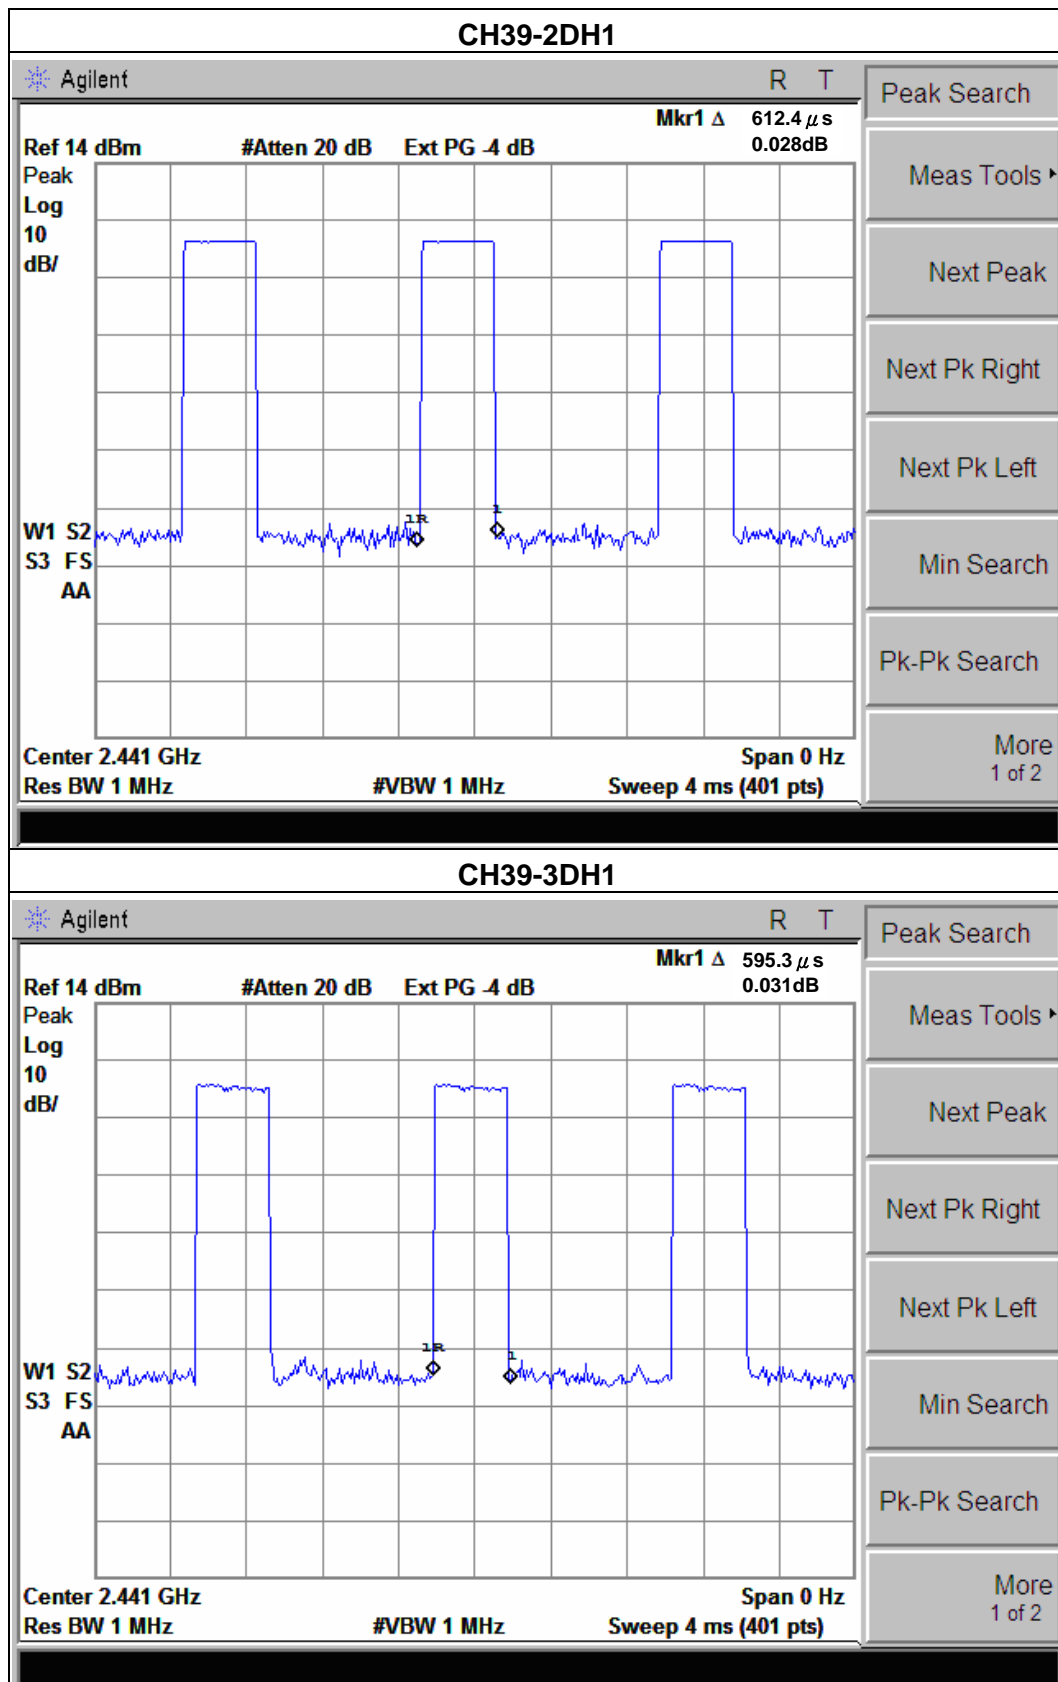 CH39-2DH1
Agilent R T
Peak Search
Mkr1 Δ 612.4 μs
Ref 14 dBm #Atten 20 dB Ext PG -4 dB 0.028dB
Peak
Log
10
dB/
1R
1
W1 S2
S3 FS
AA
Center 2.441 GHz Span 0 Hz
Res BW 1 MHz #VBW 1 MHz Sweep 4 ms (401 pts)
Meas Tools
Next Peak
Next Pk Right
Next Pk Left
Min Search
Pk-Pk Search
More
1 of 2
CH39-3DH1
Agilent R T
Peak Search
Mkr1 Δ 595.3 μs
Ref 14 dBm #Atten 20 dB Ext PG -4 dB 0.031dB
Peak
Log
10
dB/
1R
1
W1 S2
S3 FS
AA
Center 2.441 GHz Span 0 Hz
Res BW 1 MHz #VBW 1 MHz Sweep 4 ms (401 pts)
Meas Tools
Next Peak
Next Pk Right
Next Pk Left
Min Search
Pk-Pk Search
More
1 of 2